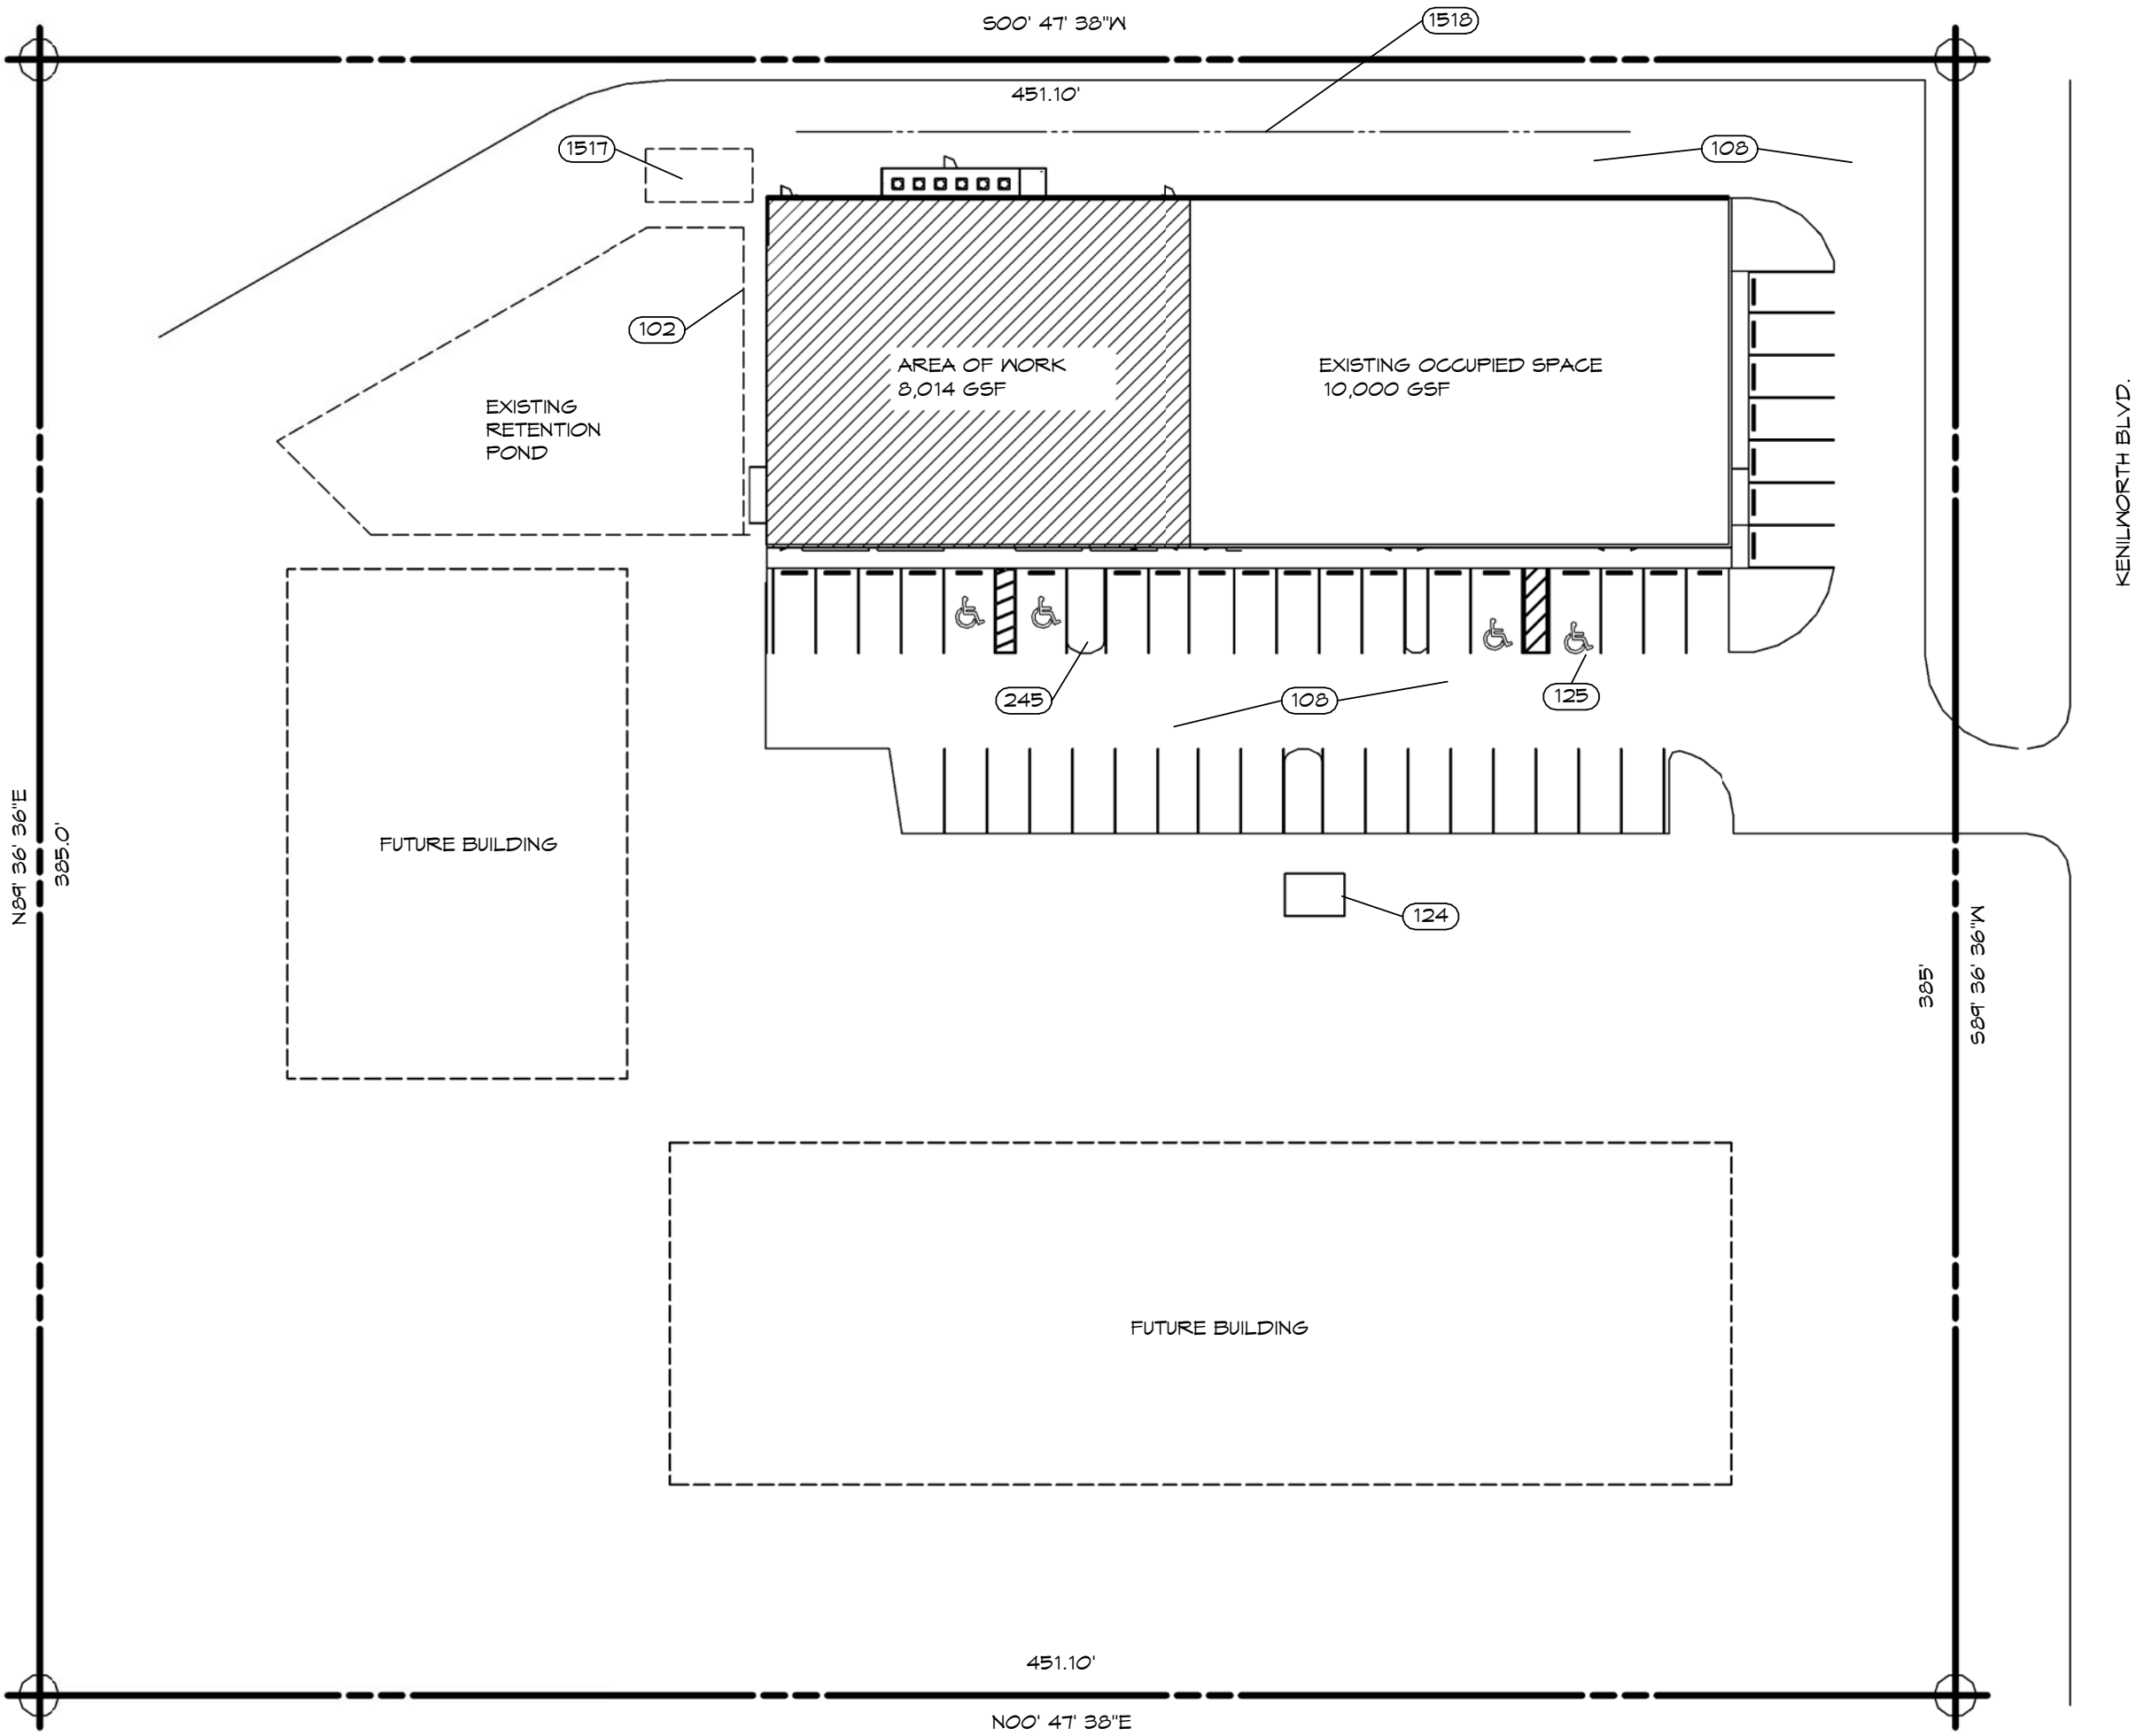 S00' 47' 38"W
1518
451.10'
1517
108
102
AREA OF WORK
8,014 GSF
EXISTING OCCUPIED SPACE
10,000 GSF
EXISTING
RETENTION
POND
KENILWORTH BLVD.
245
108
125
N89' 36' 36"E
385.0'
FUTURE BUILDING
124
385'
S89' 36' 36"W
FUTURE BUILDING
451.10'
N00' 47' 38"E